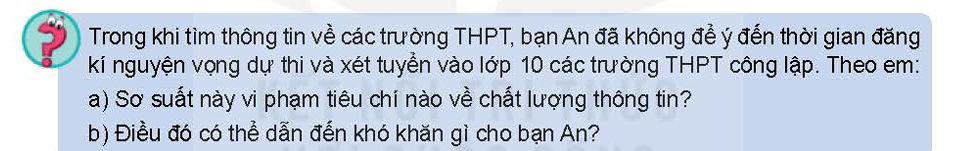 Trong khi tìm thông tin về các trường THPT, bạn An đã không để ý đến thời gian đăng
kí nguyện vọng dự thi và xét tuyển vào lớp 10 các trường THPT công lập. Theo em:
a) Sơ suất này vi phạm tiêu chí nào về chất lượng thông tin?
b) Điều đó có thể dẫn đến khó khăn gì cho bạn An?